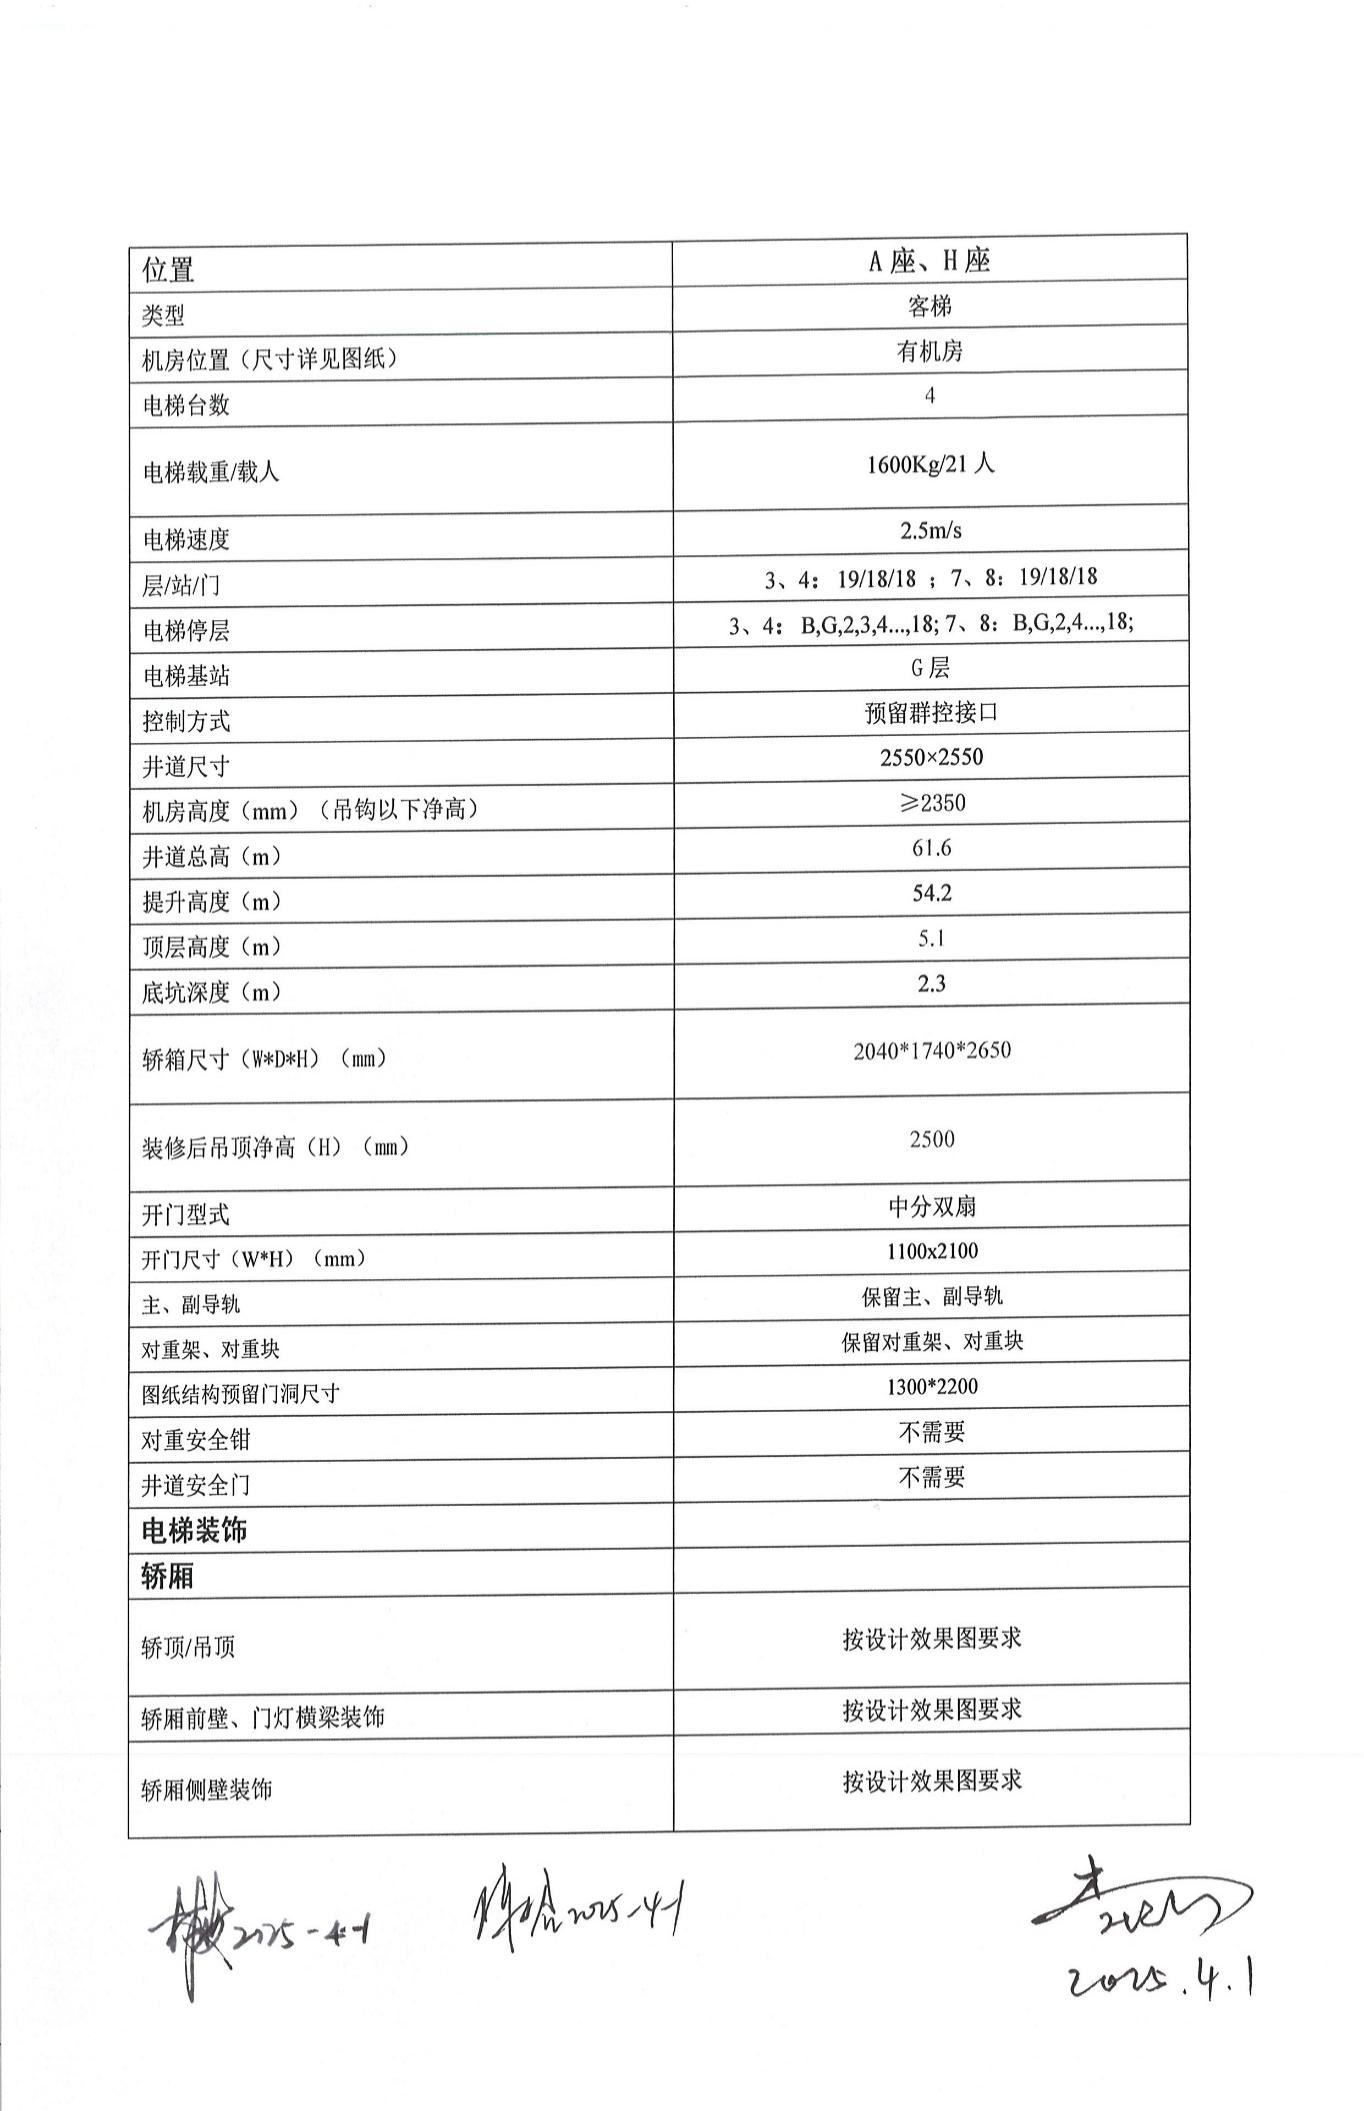 位置 A座、H座
类型 客梯
机房位置（尺寸详见图纸） 有机房
电梯台数 4
电梯载重/载人 1600Kg/21人
电梯速度 2.5m/s
层/站/门 3、4： 19/18/18 ；7、8：19/18/18
电梯停层 3、4： B,G,2,3,4...,18; 7、8：B,G,2,4...,18;
电梯基站 G层
控制方式 预留群控接口
井道尺寸 2550×2550
机房高度（mm）（吊钩以下净高） ≥2350
井道总高（m） 61.6
提升高度（m） 54.2
顶层高度（m） 5.1
底坑深度（m） 2.3
轿箱尺寸（W*D*H）（mm） 2040*1740*2650
装修后吊顶净高（H）（mm） 2500
开门型式 中分双扇
开门尺寸（W*H）（mm） 1100x2100
主、副导轨 保留主、副导轨
对重架、对重块 保留对重架、对重块
图纸结构预留门洞尺寸 1300*2200
对重安全钳 不需要
井道安全门 不需要
电梯装饰
轿厢
轿顶/吊顶 按设计效果图要求
轿厢前壁、门灯横梁装饰 按设计效果图要求
轿厢侧壁装饰 按设计效果图要求
2025-4-1 2025-4-1
2025.4.1